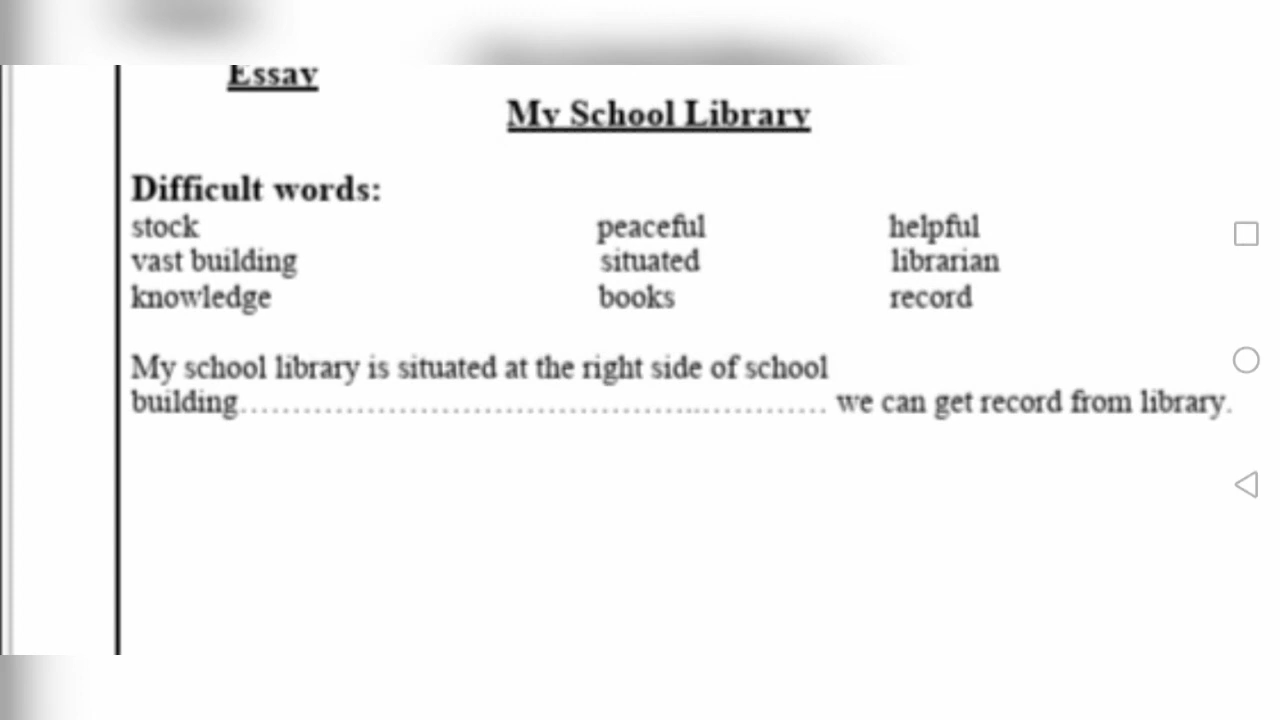 Essay
My School Library
Difficult words:
stock peaceful helpful
vast building situated librarian
knowledge books record
My school library is situated at the right side of school
building……………………………………..………… we can get record from library.